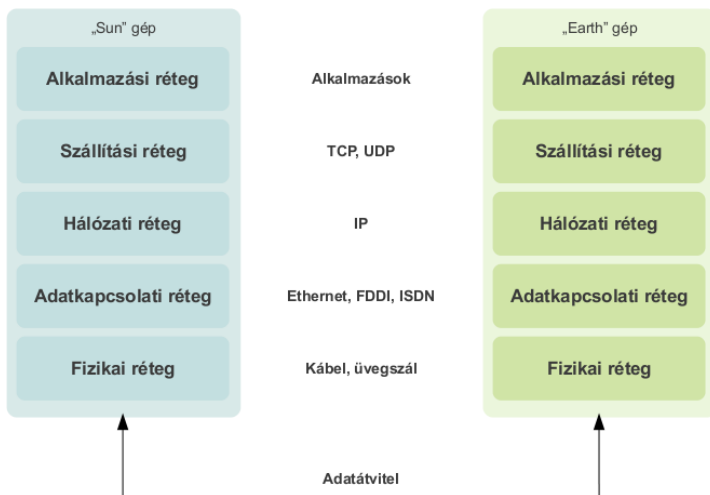 „Sun” gép
„Earth” gép
Alkalmazási réteg
Alkalmazások
Alkalmazási réteg
Szállítási réteg
TCP, UDP
Szállítási réteg
Hálózati réteg
IP
Hálózati réteg
Adatkapcsolati réteg
Ethernet, FDDI, ISDN
Adatkapcsolati réteg
Fizikai réteg
Kábel, üvegszál
Fizikai réteg
Adatátvitel